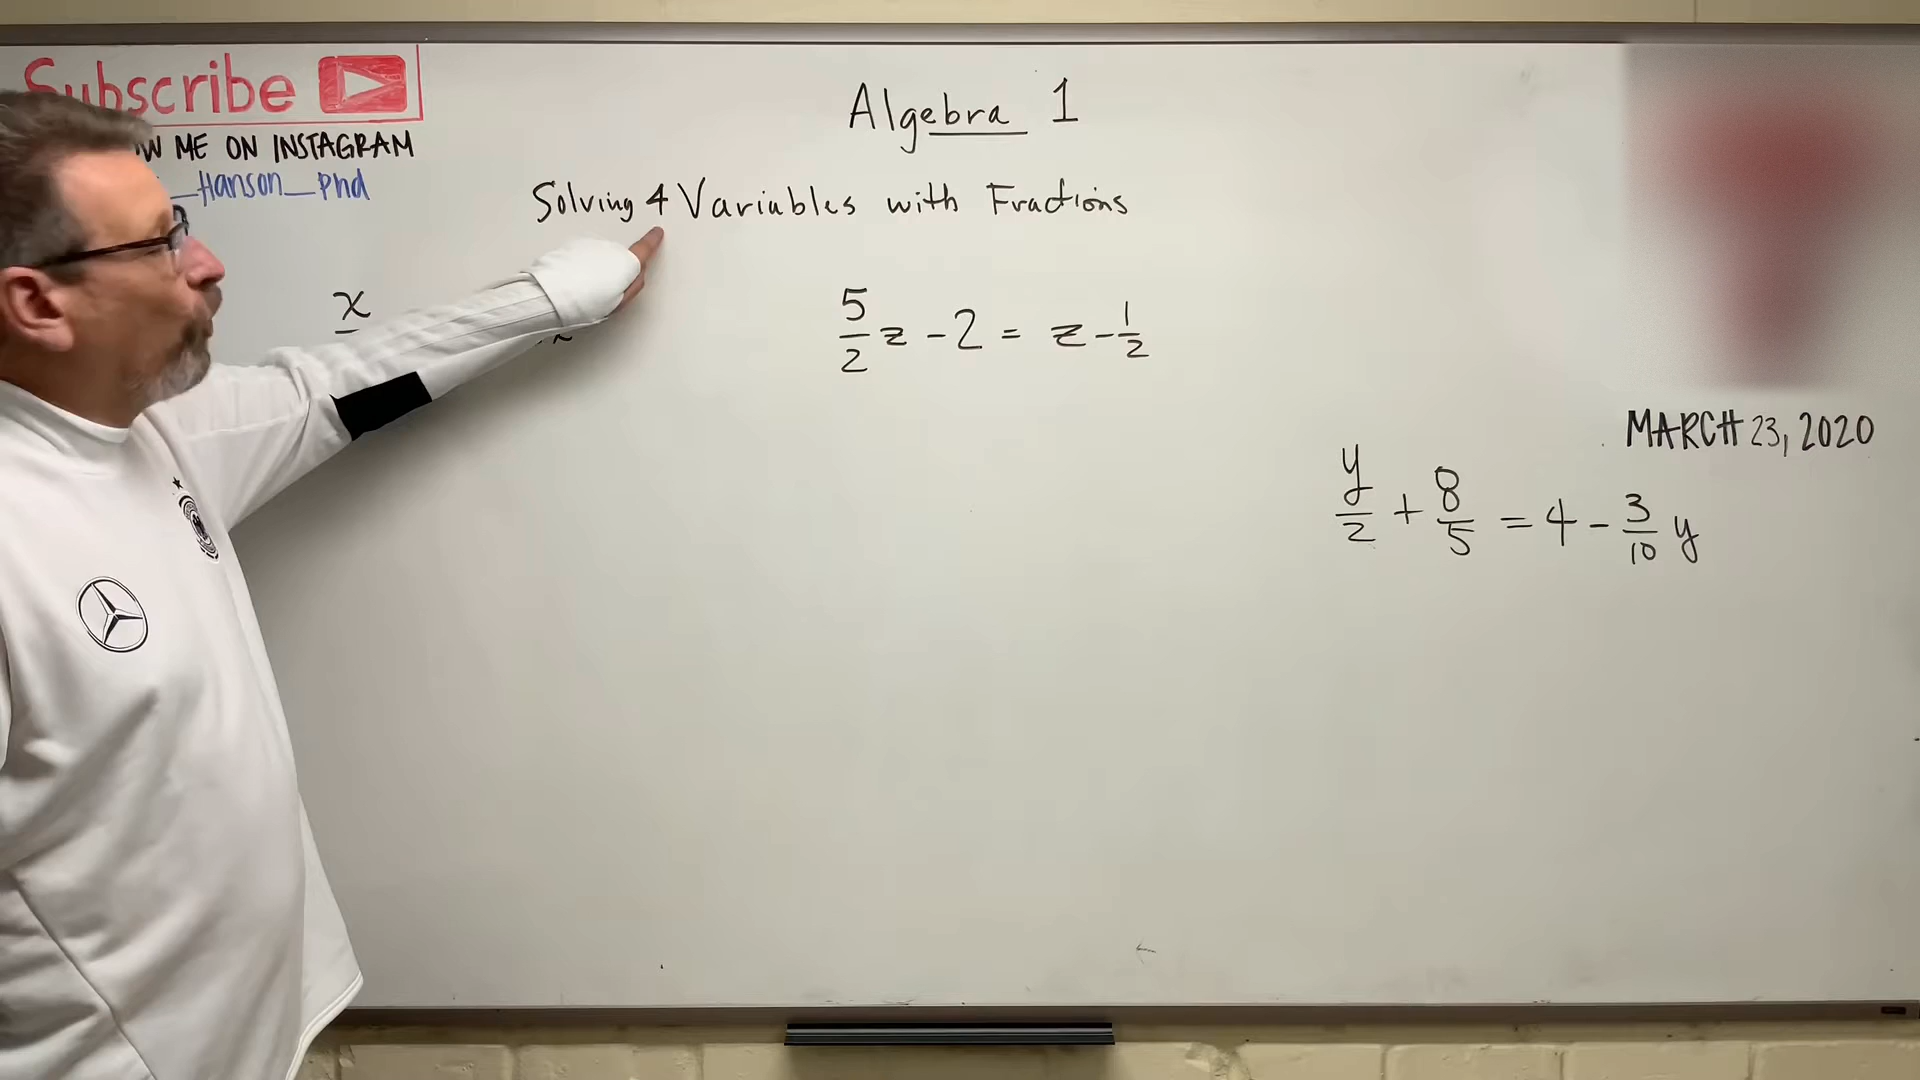 Subscribe
ME ON INSTAGRAM
_Hanson_phd
Algebra 1
Solving 4 Variables with Fractions
x
5/2 z - 2 = z - 1/2
MARCH 23, 2020
y/2 + 8/5 = 4 - 3/10 y